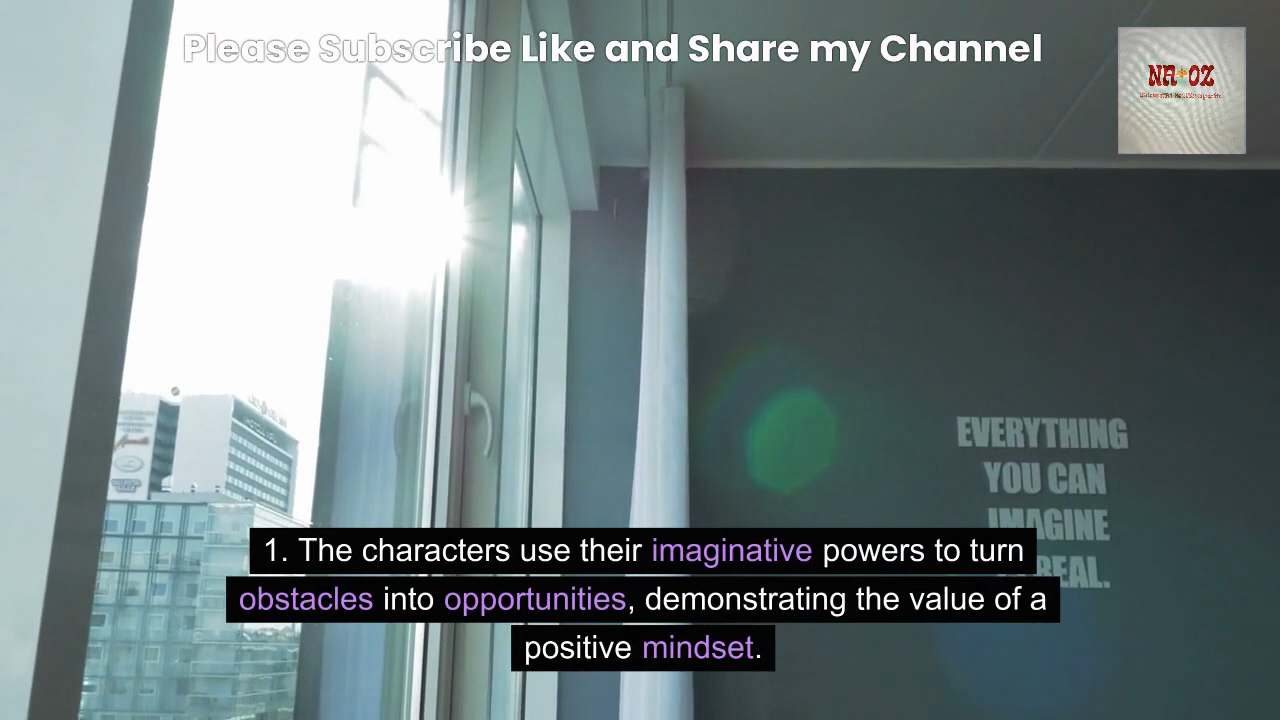 Please Subscribe Like and Share my Channel
NA OZ
EVERYTHING
YOU CAN
IMAGINE
REAL.
1. The characters use their imaginative powers to turn
obstacles into opportunities, demonstrating the value of a
positive mindset.